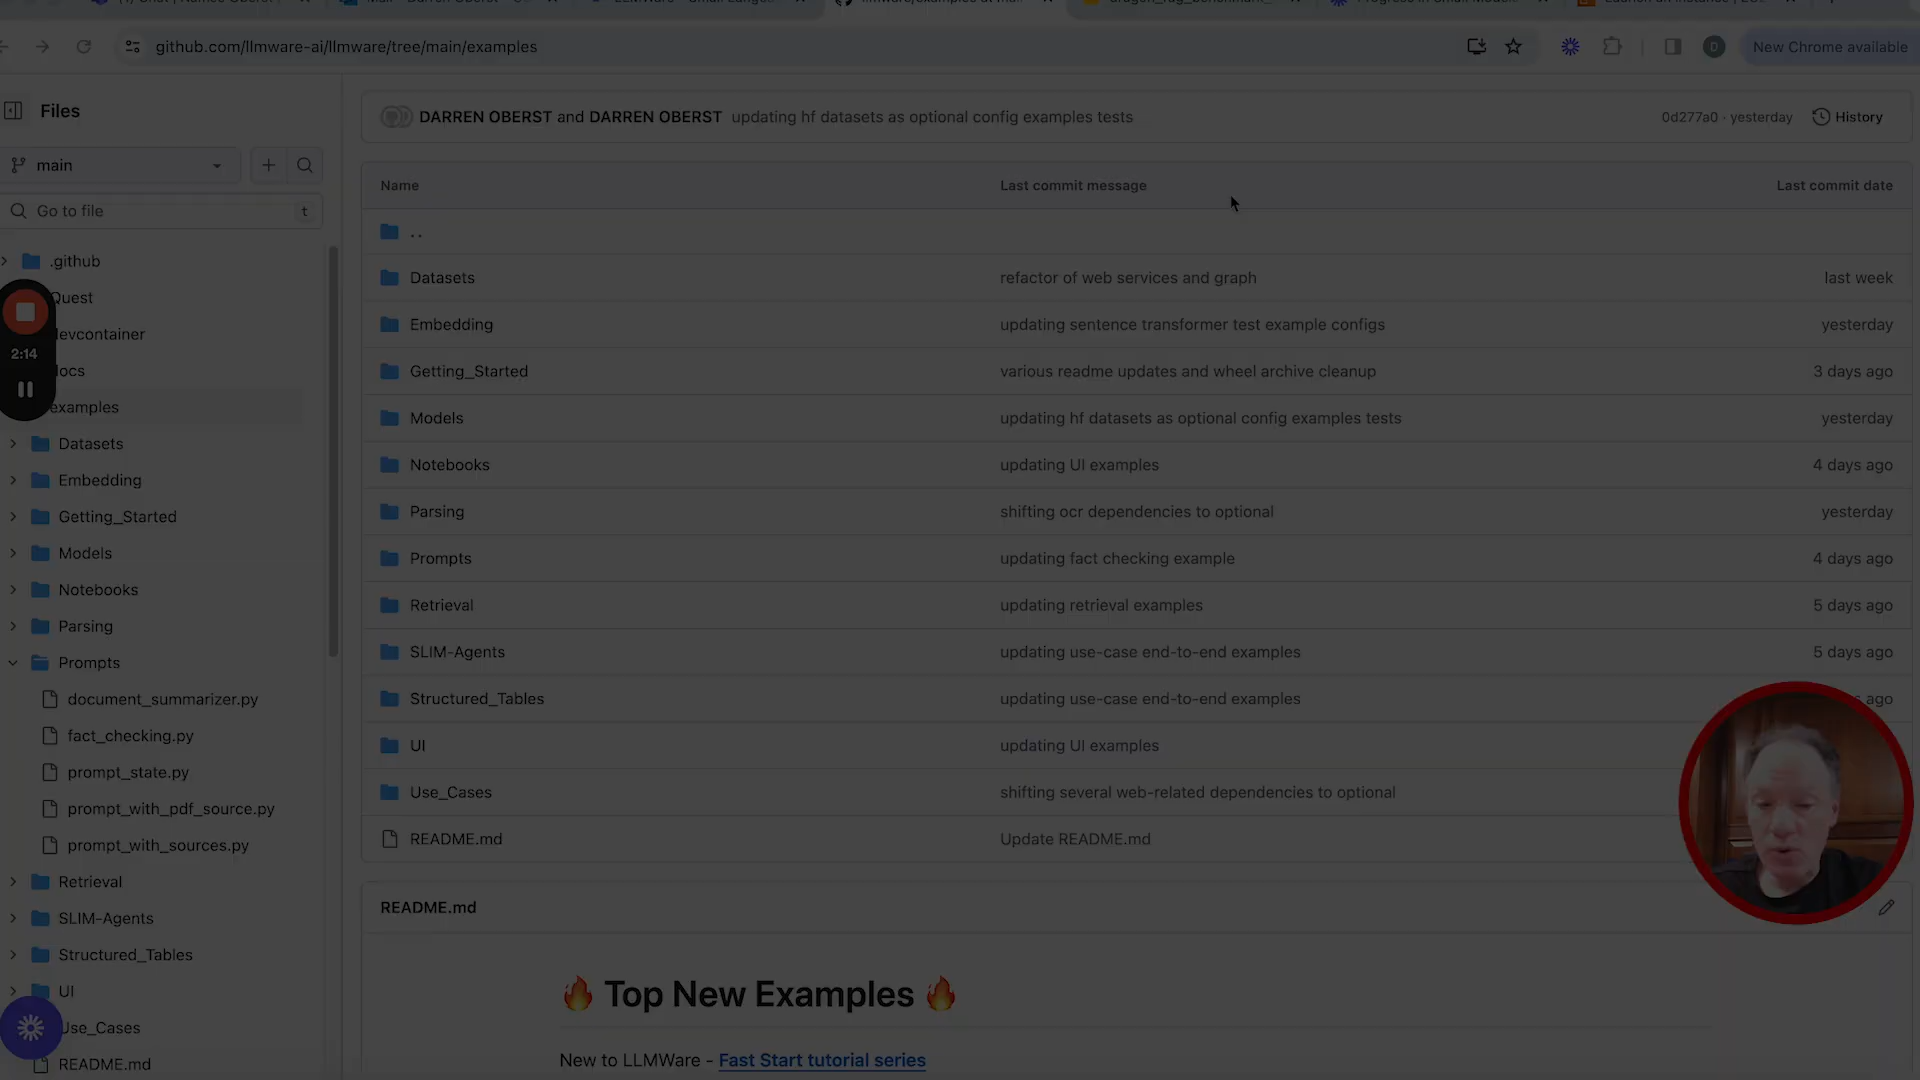 github.com/llmware-ai/llmware/tree/main/examples
New Chrome available
Files
main
Go to file
t
.github
Quest
devcontainer
docs
examples
Datasets
Embedding
Getting_Started
Models
Notebooks
Parsing
Prompts
document_summarizer.py
fact_checking.py
prompt_state.py
prompt_with_pdf_source.py
prompt_with_sources.py
Retrieval
SLIM-Agents
Structured_Tables
UI
Use_Cases
README.md
2:14
DARREN OBERST and DARREN OBERST updating hf datasets as optional config examples tests
0d277a0 · yesterday
History
Name Last commit message Last commit date
..
Datasets refactor of web services and graph last week
Embedding updating sentence transformer test example configs yesterday
Getting_Started various readme updates and wheel archive cleanup 3 days ago
Models updating hf datasets as optional config examples tests yesterday
Notebooks updating UI examples 4 days ago
Parsing shifting ocr dependencies to optional yesterday
Prompts updating fact checking example 4 days ago
Retrieval updating retrieval examples 5 days ago
SLIM-Agents updating use-case end-to-end examples 5 days ago
Structured_Tables updating use-case end-to-end examples ago
UI updating UI examples
Use_Cases shifting several web-related dependencies to optional
README.md Update README.md
README.md
🔥 Top New Examples 🔥
New to LLMWare - Fast Start tutorial series